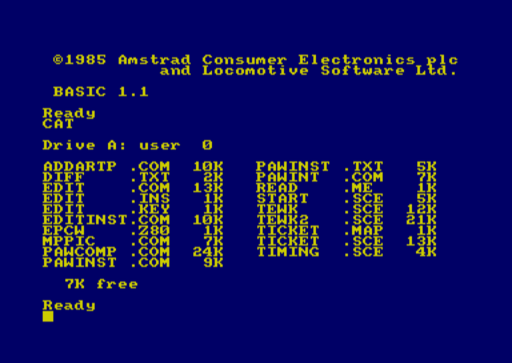 ©1985 Amstrad Consumer Electronics plc
and Locomotive Software Ltd.
BASIC 1.1
Ready
CAT
Drive A: user  0
ADDARTP .COM  10K   PAWINST .TXT   5K
DIFF    .TXT   2K   PAWINT  .COM   7K
EDIT    .COM  13K   READ    .ME    1K
EDIT    .INS   1K   START   .SCE   5K
EDIT    .KEY   1K   TEWK    .SCE  12K
EDITINST.COM  10K   TEWK2   .SCE  21K
EPCW    .Z80   1K   TICKET  .MAP   1K
MPPIC   .COM   7K   TICKET  .SCE  13K
PAWCOMP .COM  24K   TIMING  .SCE   4K
PAWINST .COM   9K
7K free
Ready